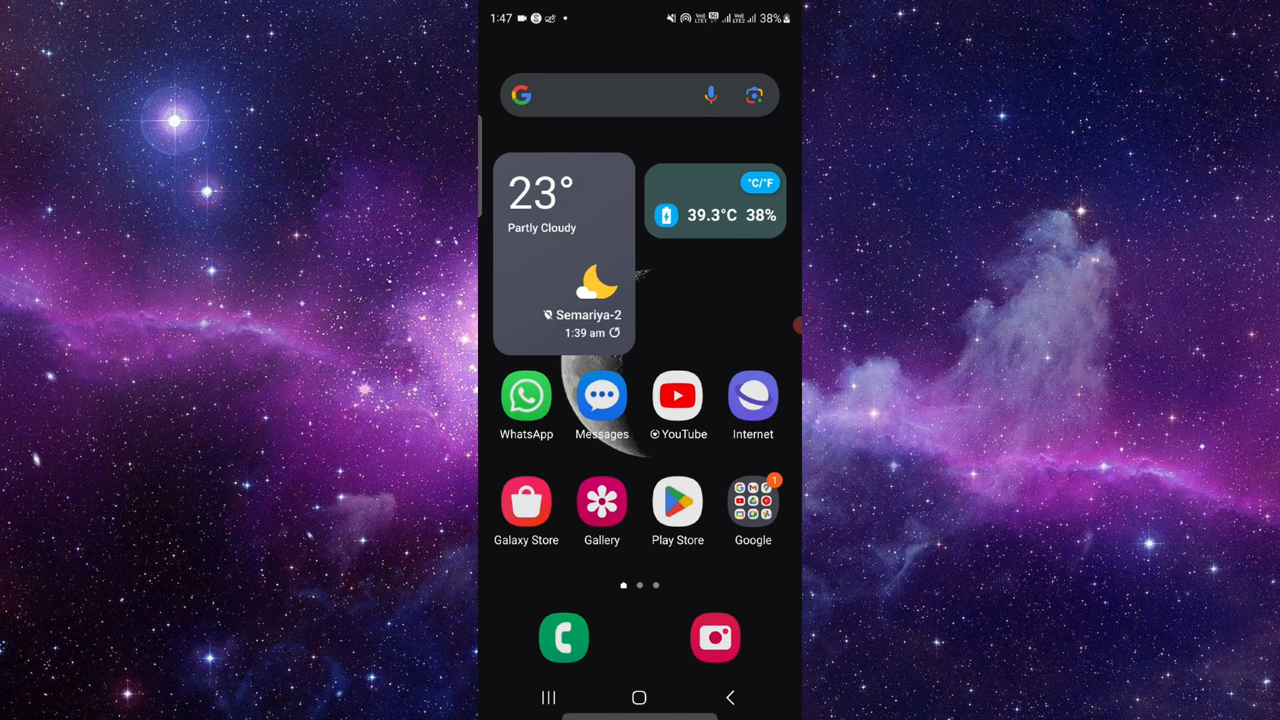 1:47 38%
23°
Partly Cloudy
Semariya-2
1:39 am
°C/°F
39.3°C 38%
WhatsApp Messages YouTube Internet
1
Galaxy Store Gallery Play Store Google